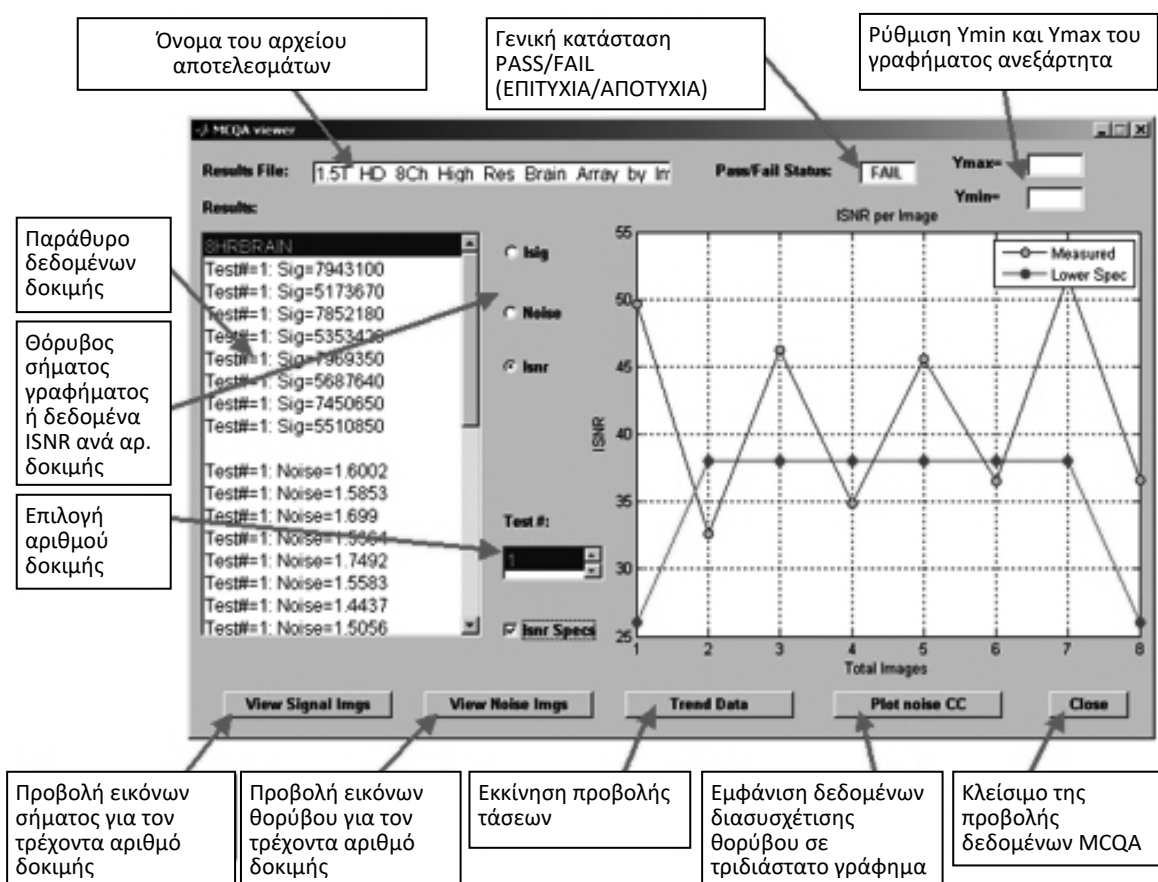 Όνομα του αρχείου
αποτελεσμάτων
Γενική κατάσταση
PASS/FAIL
(ΕΠΙΤΥΧΙΑ/ΑΠΟΤΥΧΙΑ)
Ρύθμιση Ymin και Ymax του
γραφήματος ανεξάρτητα
MCQA viewer
Results File:
1.5T HD 8Ch High Res Brain Array by Im
Pass/Fail Status:
FAIL
Ymax=
Ymin=
Results:
8HRBRAIN
Test#=1: Sig=7943100
Test#=1: Sig=5173670
Test#=1: Sig=7852180
Test#=1:
Test#=1: Sig=7969350
Test#=1: Sig=5687640
Test#=1: Sig=7450650
Test#=1: Sig=5510850
Test#=1: Noise=1.6002
Test#=1: Noise=1.5853
Test#=1: Noise=1.699
Test#=1:
Test#=1: Noise=1.7492
Test#=1: Noise=1.5583
Test#=1: Noise=1.4437
Test#=1: Noise=1.5056
Isig
Noise
Isnr
Test #:
1
Isnr Specs
ISNR per Image
Measured
Lower Spec
55
50
45
40
35
30
25
ISNR
1 2 3 4 5 6 7 8
Total Images
View Signal Imgs
View Noise Imgs
Trend Data
Plot noise CC
Close
Παράθυρο
δεδομένων
δοκιμής
Θόρυβος
σήματος
γραφήματος
ή δεδομένα
ISNR ανά αρ.
δοκιμής
Επιλογή
αριθμού
δοκιμής
Προβολή εικόνων
σήματος για τον
τρέχοντα αριθμό
δοκιμής
Προβολή εικόνων
θορύβου για τον
τρέχοντα αριθμό
δοκιμής
Εκκίνηση προβολής
τάσεων
Εμφάνιση δεδομένων
διασυσχέτισης
θορύβου σε
τριδιάστατο γράφημα
Κλείσιμο της
προβολής
δεδομένων MCQA